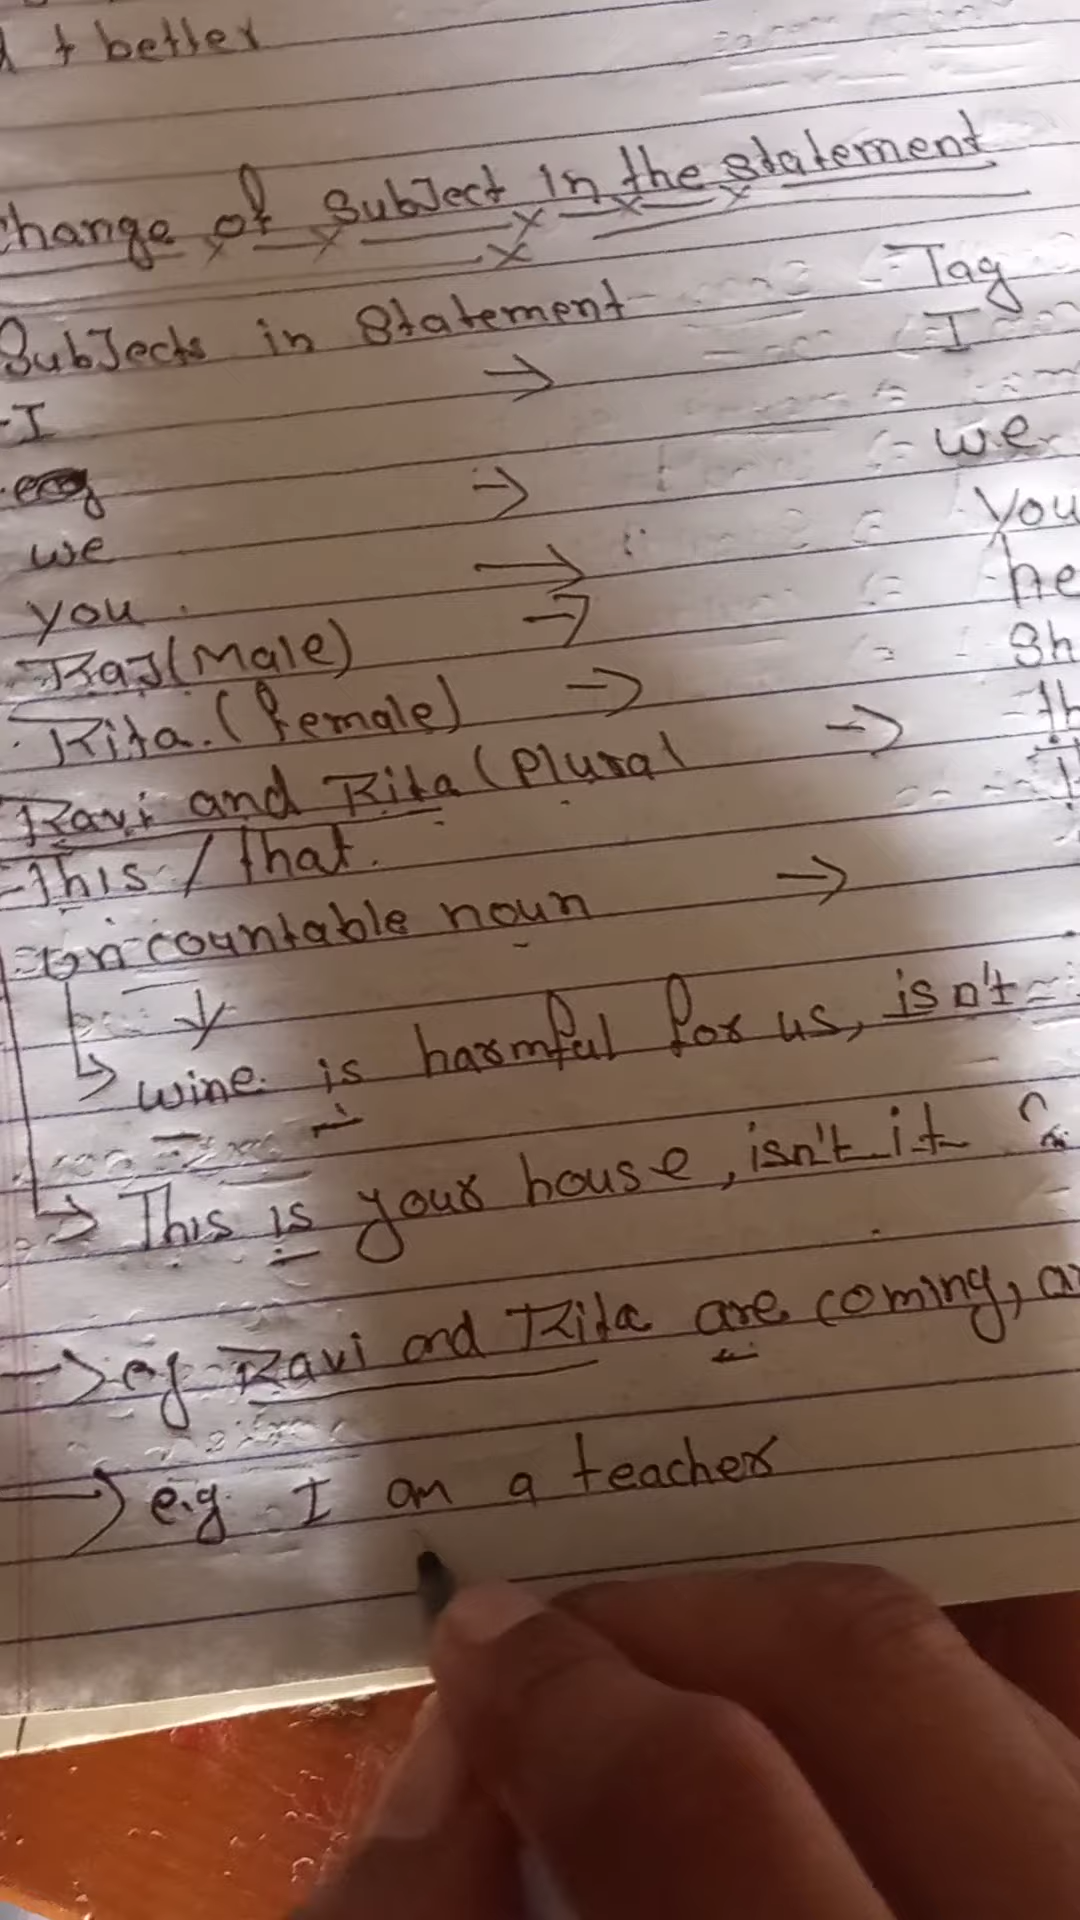 + better
change of subject in the statement
Subjects in Statement Tag
I → I
we → we
you → you
Raj (Male) → he
Rita. (female) →
Ravi and Rita (plural →
This / that.
Uncountable noun →
wine is harmful for us, isn't
This is your house, isn't it ?
→ eg Ravi and Rita are coming,
→ e.g. I am a teacher